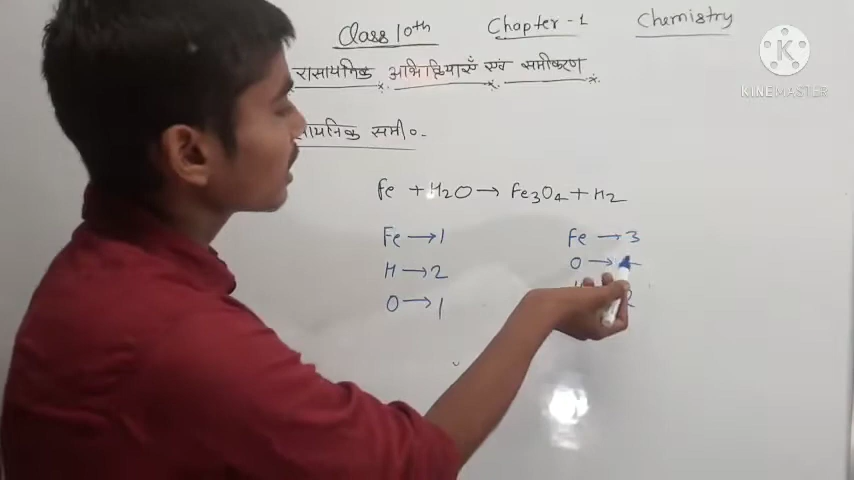 Class 10th Chapter-1 Chemistry
रासायनिक अभिक्रियाएँ एवं समीकरण
सायनिक समी०.
Fe + H2O → Fe3O4 + H2
Fe → 1 Fe → 3
H → 2 O →
O → 1 2
KINEMASTER